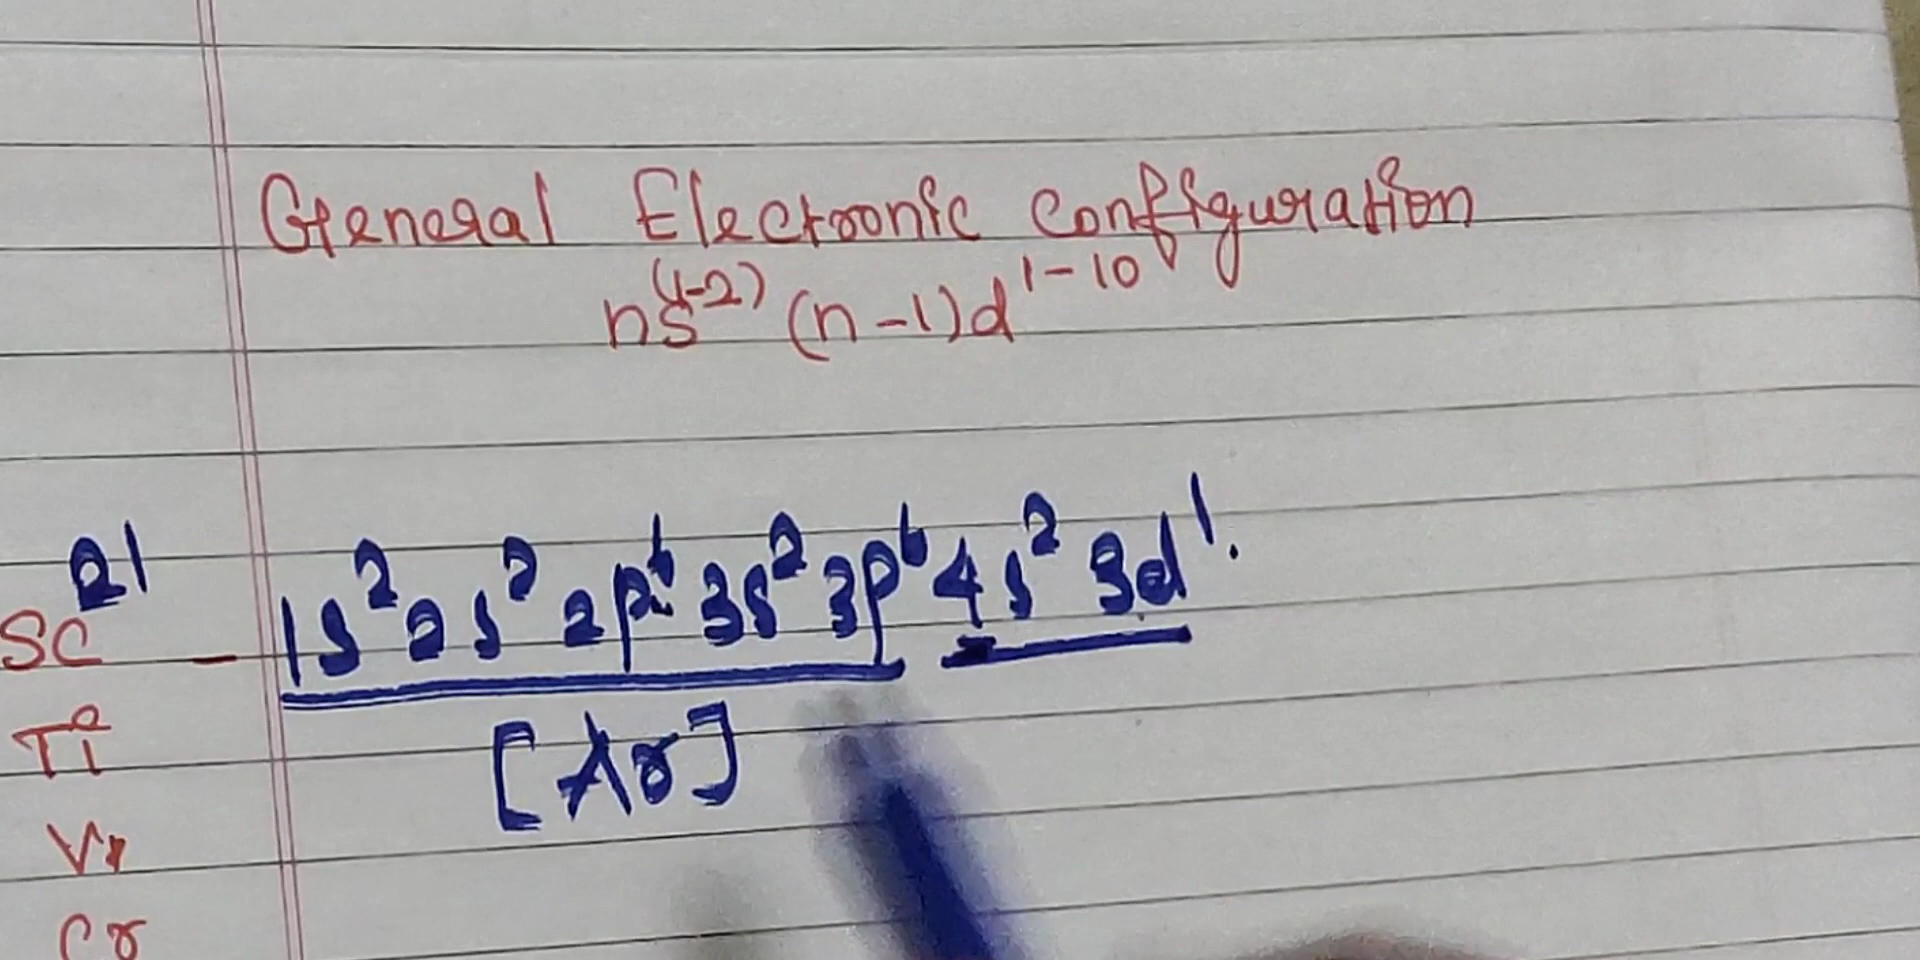 General Electronic Configuration
ns⁽¹⁻²⁾ (n-1)d¹⁻¹⁰
Sc²¹ - 1s² 2s² 2p⁶ 3s² 3p⁶ 4s² 3d¹.
[Ar]
Ti
V
Cr